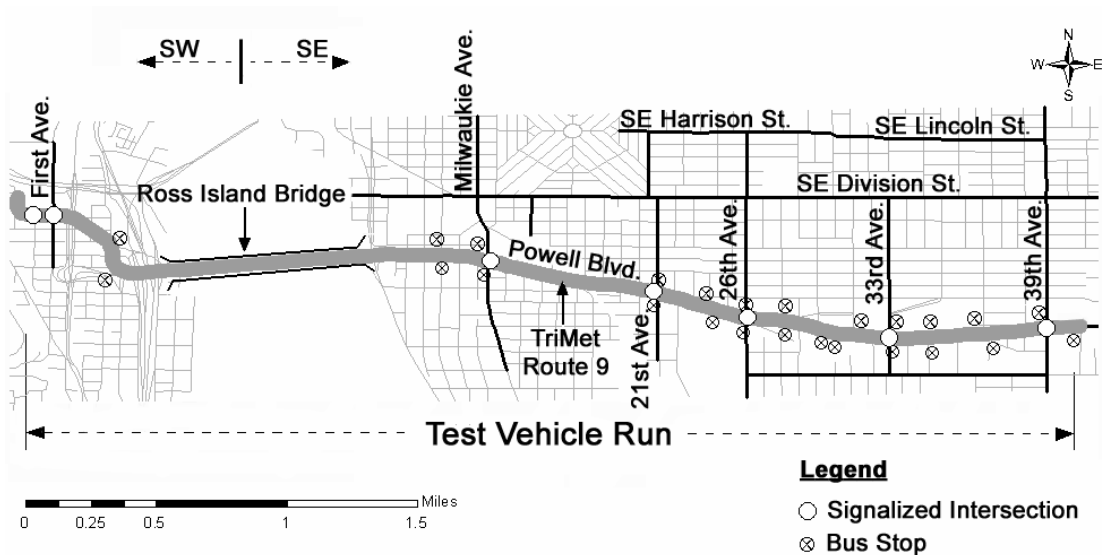 SW SE
N
W E
S
First Ave.
Milwaukie Ave.
SE Harrison St.
SE Lincoln St.
Ross Island Bridge
SE Division St.
Powell Blvd.
21st Ave.
26th Ave.
33rd Ave.
39th Ave.
TriMet
Route 9
Test Vehicle Run
Miles
0 0.25 0.5 1 1.5
Legend
Signalized Intersection
Bus Stop